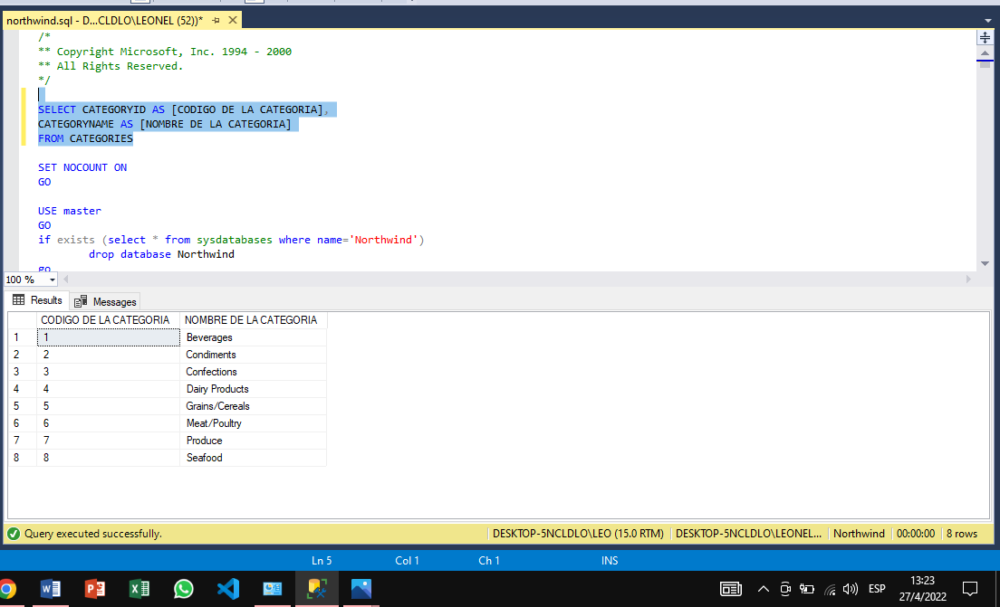 northwind.sql - D...CLDLO\LEONEL (52))*
/*
** Copyright Microsoft, Inc. 1994 - 2000
** All Rights Reserved.
*/
SELECT CATEGORYID AS [CODIGO DE LA CATEGORIA],
CATEGORYNAME AS [NOMBRE DE LA CATEGORIA]
FROM CATEGORIES
SET NOCOUNT ON
GO
USE master
GO
if exists (select * from sysdatabases where name='Northwind')
drop database Northwind
go
100 %
Results Messages
CODIGO DE LA CATEGORIA NOMBRE DE LA CATEGORIA
1 1 Beverages
2 2 Condiments
3 3 Confections
4 4 Dairy Products
5 5 Grains/Cereals
6 6 Meat/Poultry
7 7 Produce
8 8 Seafood
Query executed successfully. DESKTOP-5NCLDLO\LEO (15.0 RTM) DESKTOP-5NCLDLO\LEONEL... Northwind 00:00:00 8 rows
Ln 5 Col 1 Ch 1 INS
ESP 13:23
27/4/2022